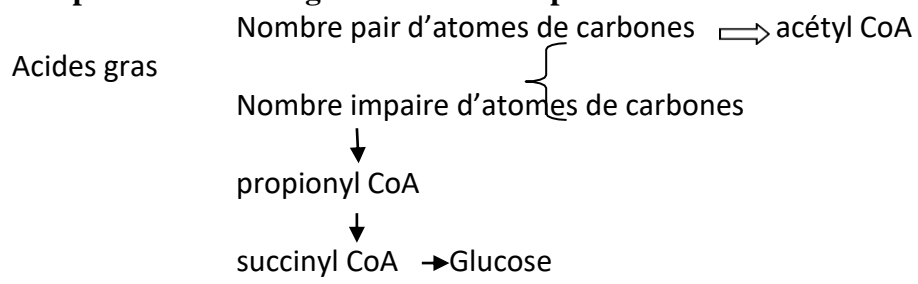 Nombre pair d'atomes de carbones ⟹ acétyl CoA
Acides gras
Nombre impaire d'atomes de carbones
propionyl CoA
succinyl CoA → Glucose